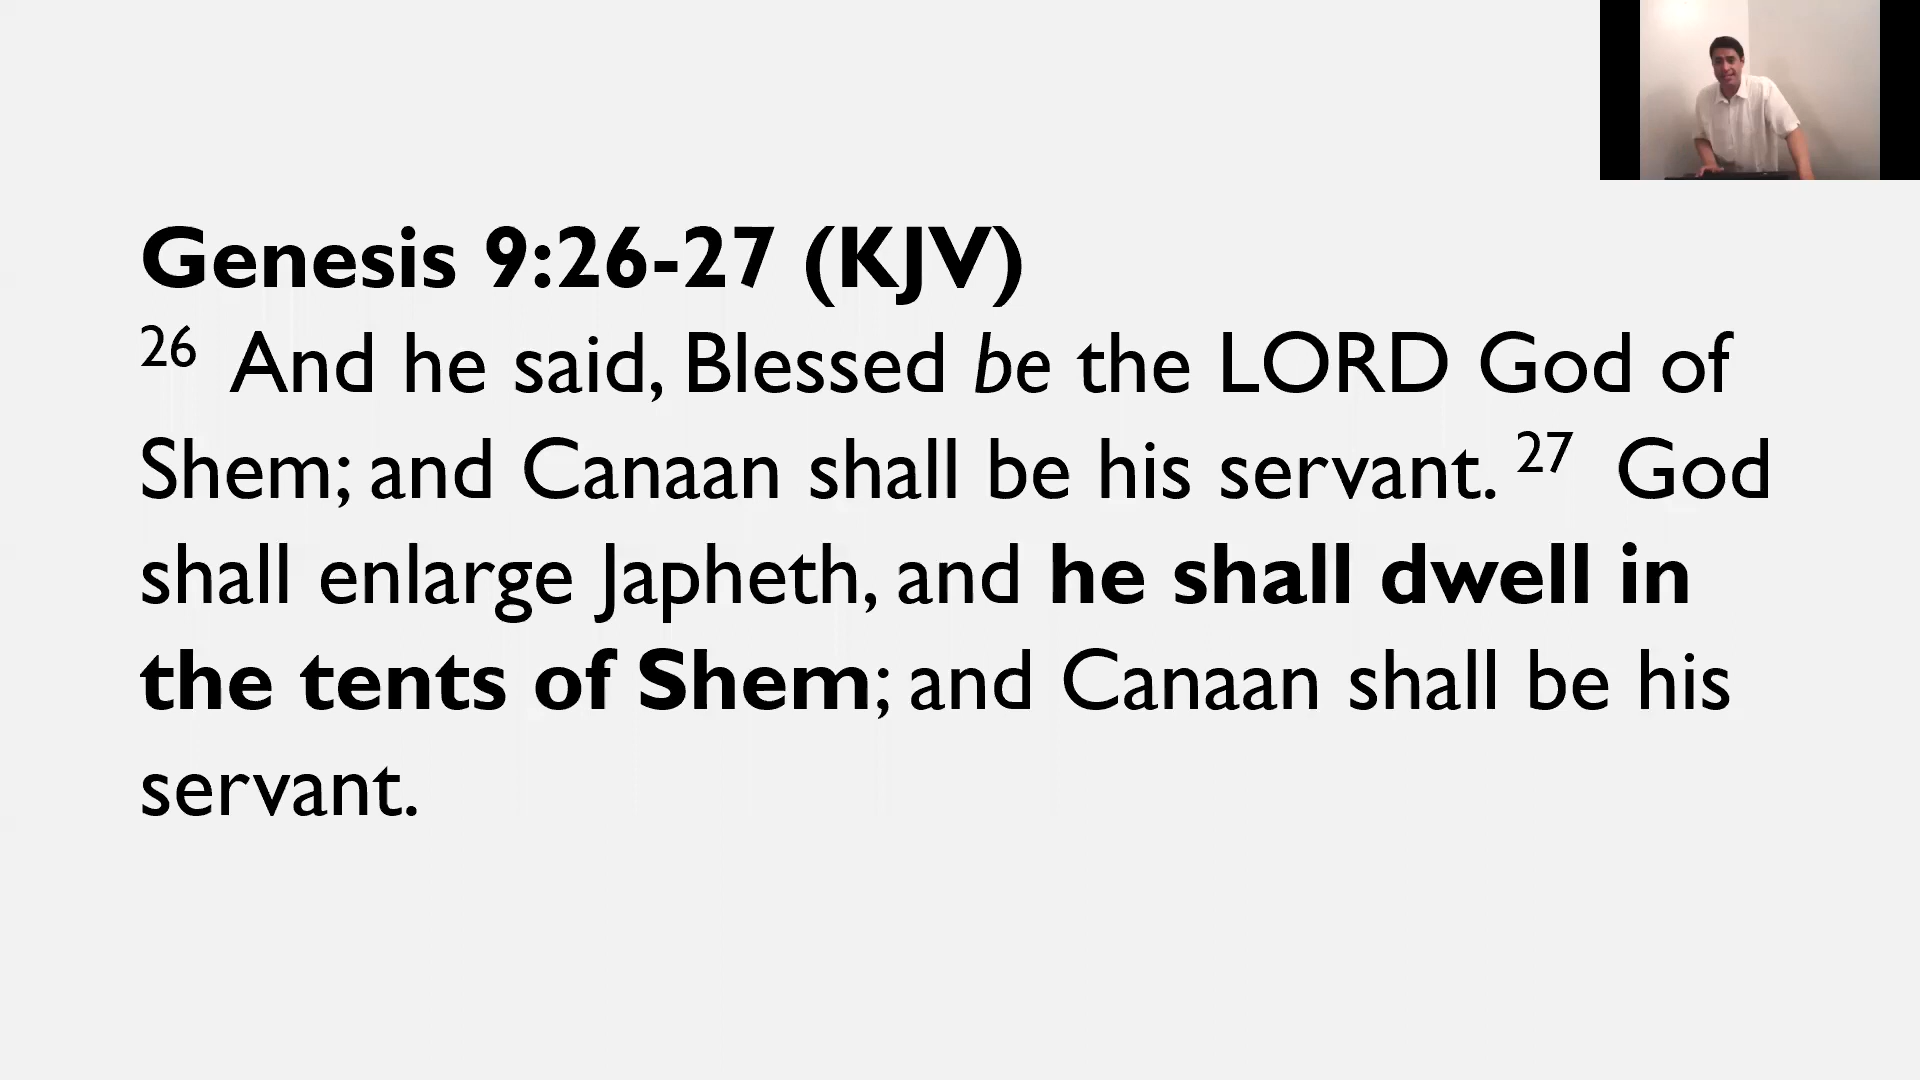 Genesis 9:26-27 (KJV)
26 And he said, Blessed be the LORD God of
Shem; and Canaan shall be his servant. 27 God
shall enlarge Japheth, and he shall dwell in
the tents of Shem; and Canaan shall be his
servant.